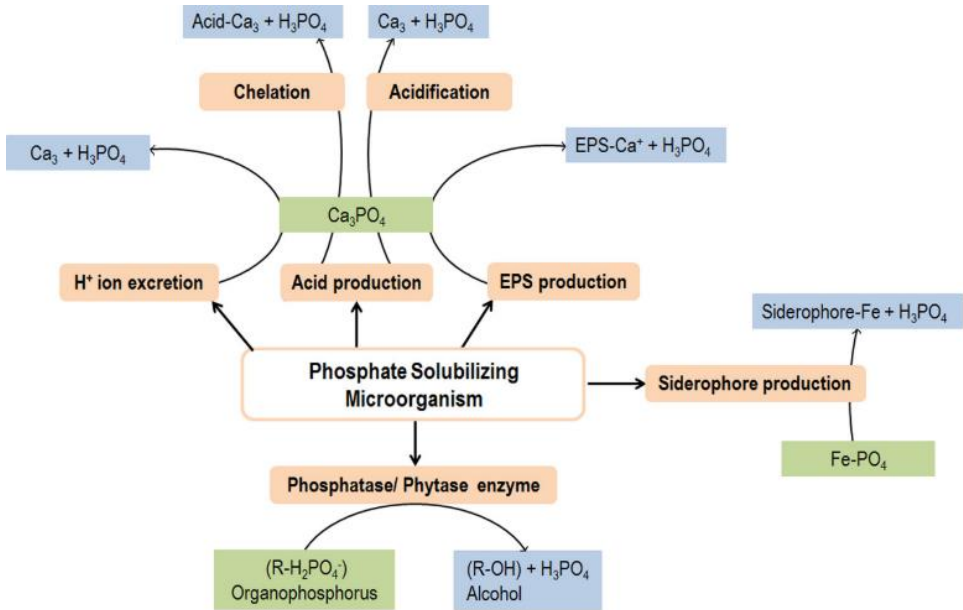 Acid-Ca₃ + H₃PO₄
Ca₃ + H₃PO₄
Chelation
Acidification
Ca₃ + H₃PO₄
EPS-Ca⁺ + H₃PO₄
Ca₃PO₄
H⁺ ion excretion
Acid production
EPS production
Siderophore-Fe + H₃PO₄
Phosphate Solubilizing
Microorganism
Siderophore production
Fe-PO₄
Phosphatase/ Phytase enzyme
(R-H₂PO₄⁻)
Organophosphorus
(R-OH) + H₃PO₄
Alcohol